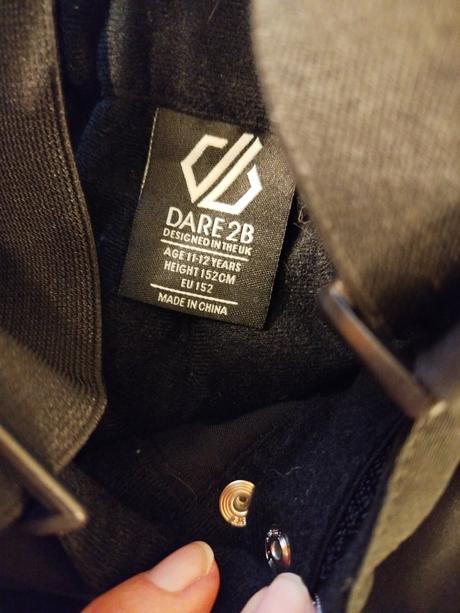 DARE 2B
DESIGNED IN THE UK
AGE 11-12 YEARS
HEIGHT 152CM
EU 152
MADE IN CHINA